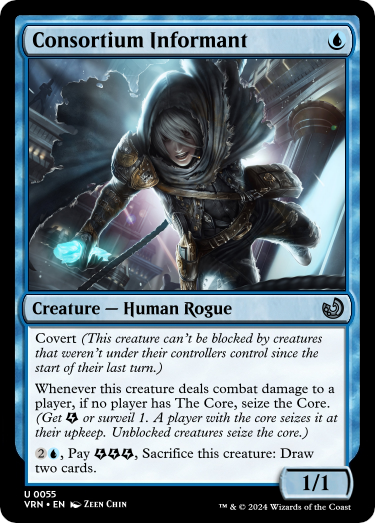 Consortium Informant
Creature — Human Rogue
Covert (This creature can't be blocked by creatures
that weren't under their controllers control since the
start of their last turn.)
Whenever this creature deals combat damage to a
player, if no player has The Core, seize the Core.
(Get or surveil 1. A player with the core seizes it at
their upkeep. Unblocked creatures seize the core.)
2, Pay , Sacrifice this creature: Draw
two cards.
1/1
U 0055
VRN • EN Zeen Chin
™ & © 2024 Wizards of the Coast